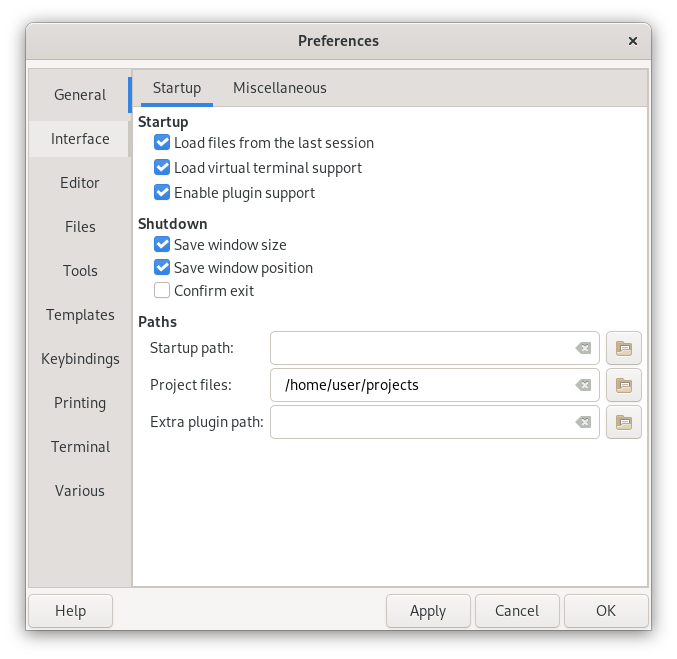 Preferences
General
Interface
Editor
Files
Tools
Templates
Keybindings
Printing
Terminal
Various
Startup Miscellaneous
Startup
Load files from the last session
Load virtual terminal support
Enable plugin support
Shutdown
Save window size
Save window position
Confirm exit
Paths
Startup path:
Project files: /home/user/projects
Extra plugin path:
Help Apply Cancel OK